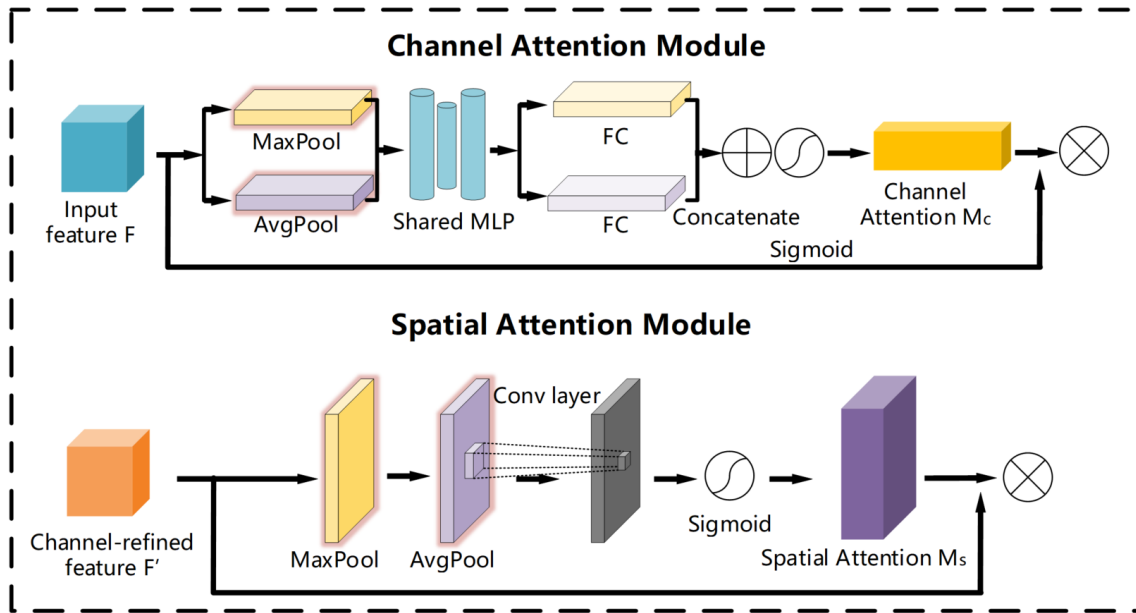 Channel Attention Module
MaxPool
AvgPool
Input
feature F
Shared MLP
FC
FC
Concatenate
Sigmoid
Channel
Attention Mc
Spatial Attention Module
Conv layer
Channel-refined
feature F'
MaxPool
AvgPool
Sigmoid
Spatial Attention Ms